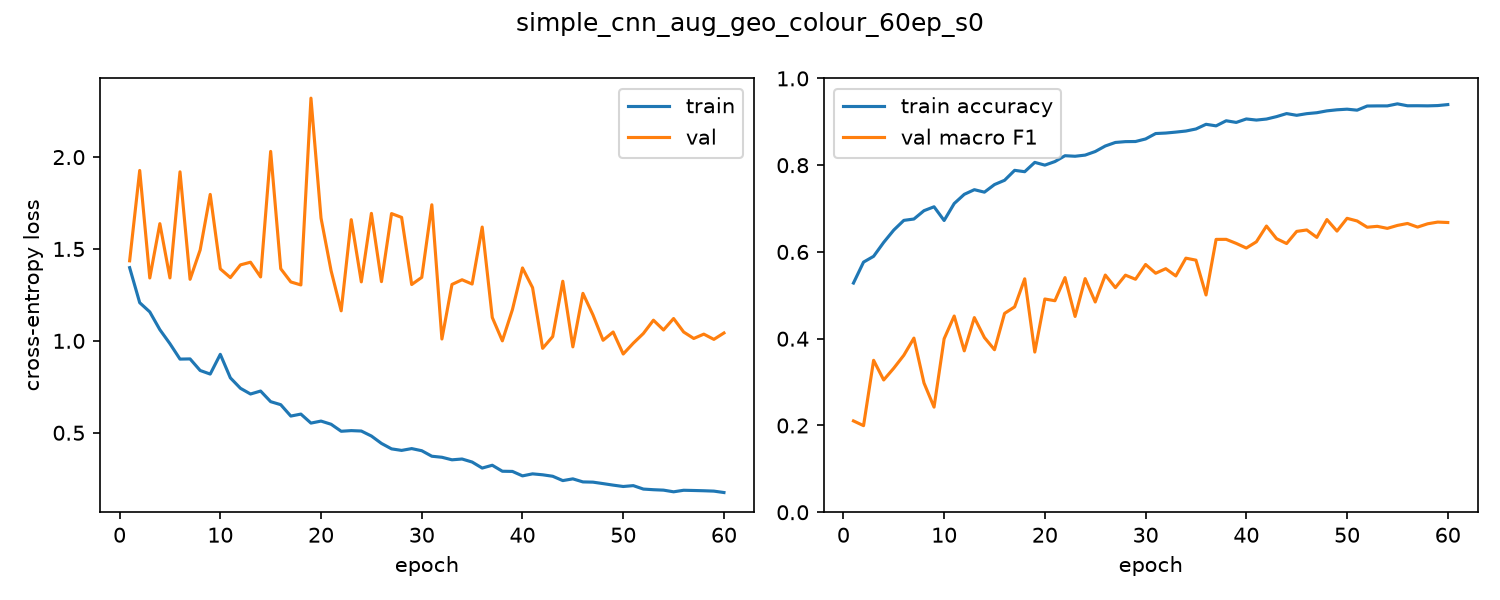 simple_cnn_aug_geo_colour_60ep_s0
cross-entropy loss
2.0
1.5
1.0
0.5
train
val
0 10 20 30 40 50 60
epoch
1.0
0.8
0.6
0.4
0.2
0.0
train accuracy
val macro F1
0 10 20 30 40 50 60
epoch